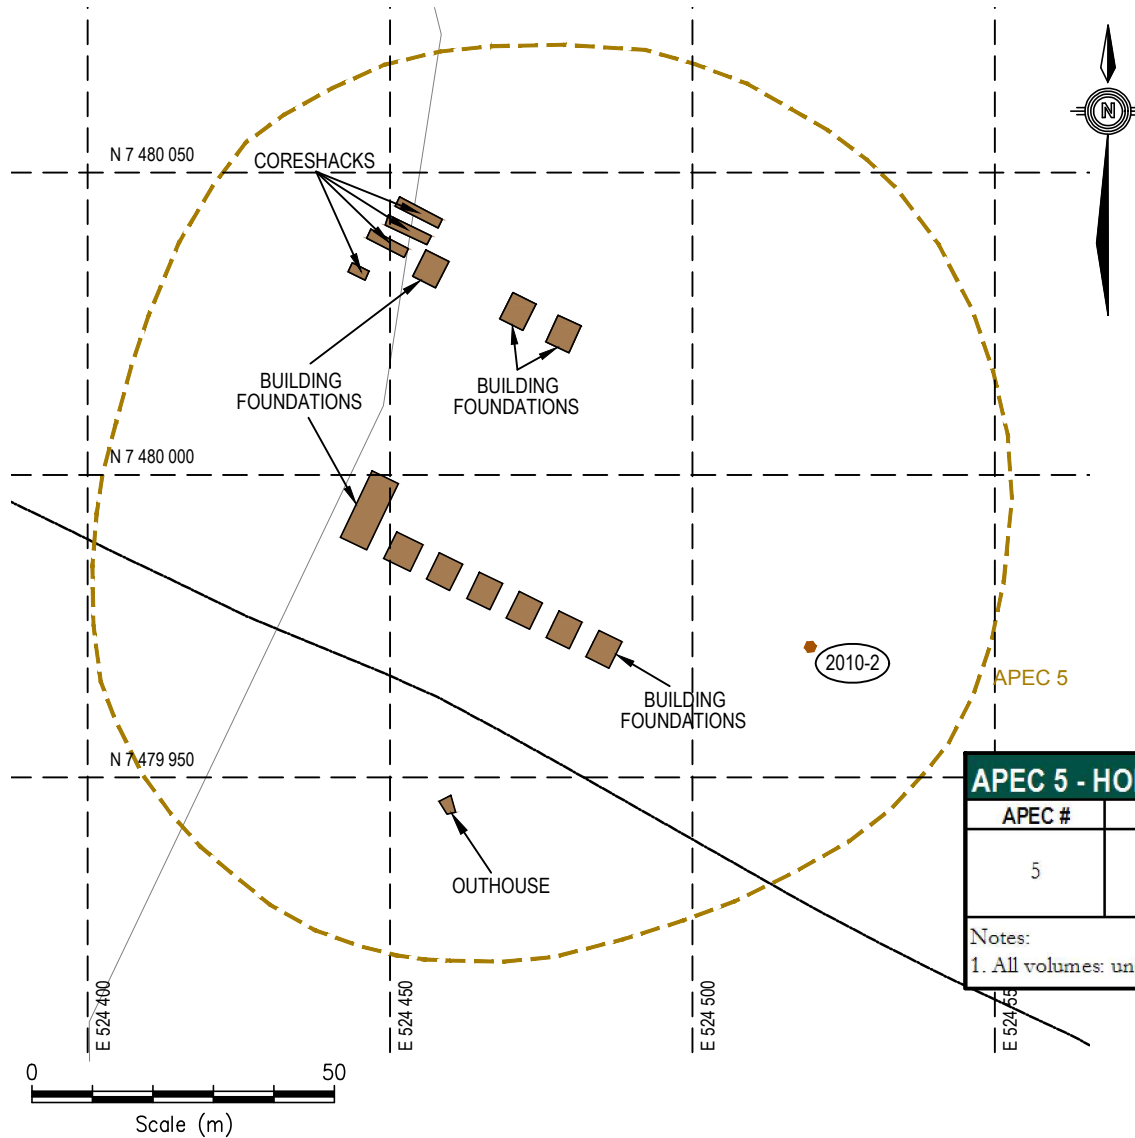 N
N 7 480 050
CORESHACKS
BUILDING
FOUNDATIONS
BUILDING
FOUNDATIONS
N 7 480 000
2010-2
APEC 5
BUILDING
FOUNDATIONS
N 7 479 950
OUTHOUSE
APEC 5 - HO
APEC #
5
Notes:
1. All volumes: un
E 524 400
E 524 450
E 524 500
E 524 55
0 50
Scale (m)